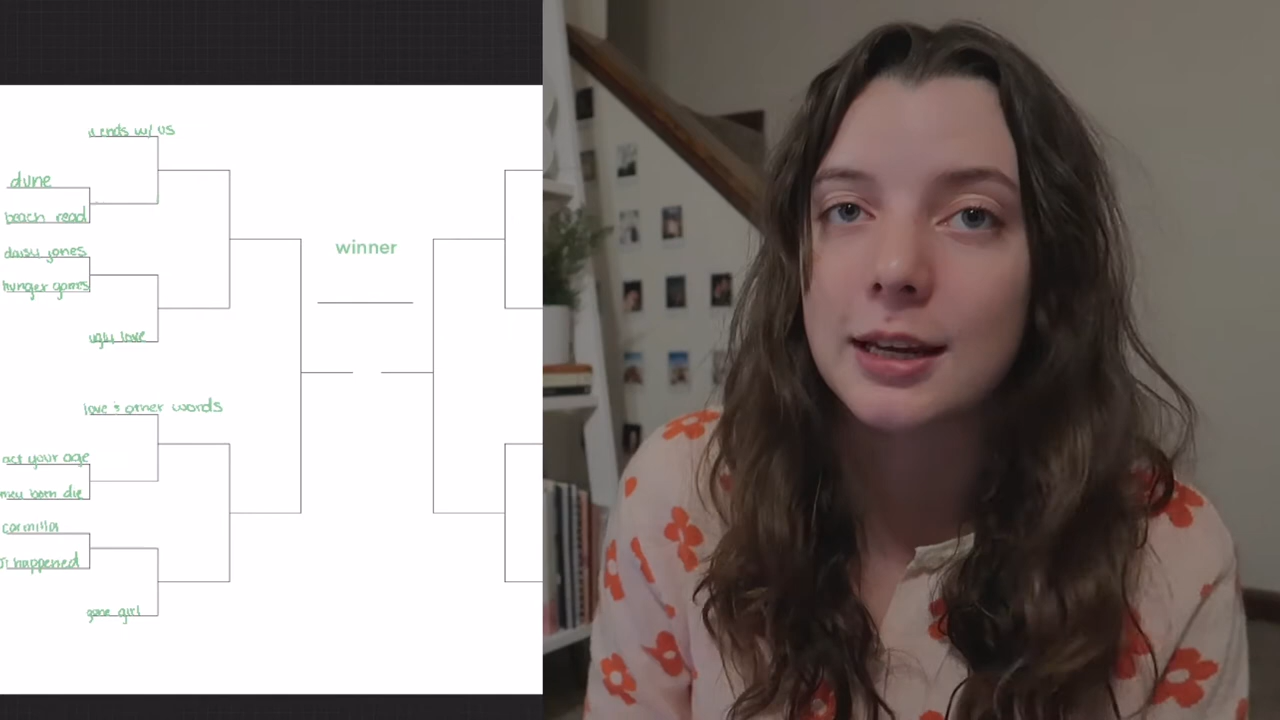 ends w/ us
dune
beach read
winner
daisy jones
hunger games
ugly love
love & other words
act your age
both die
carmilla
happened
gone girl